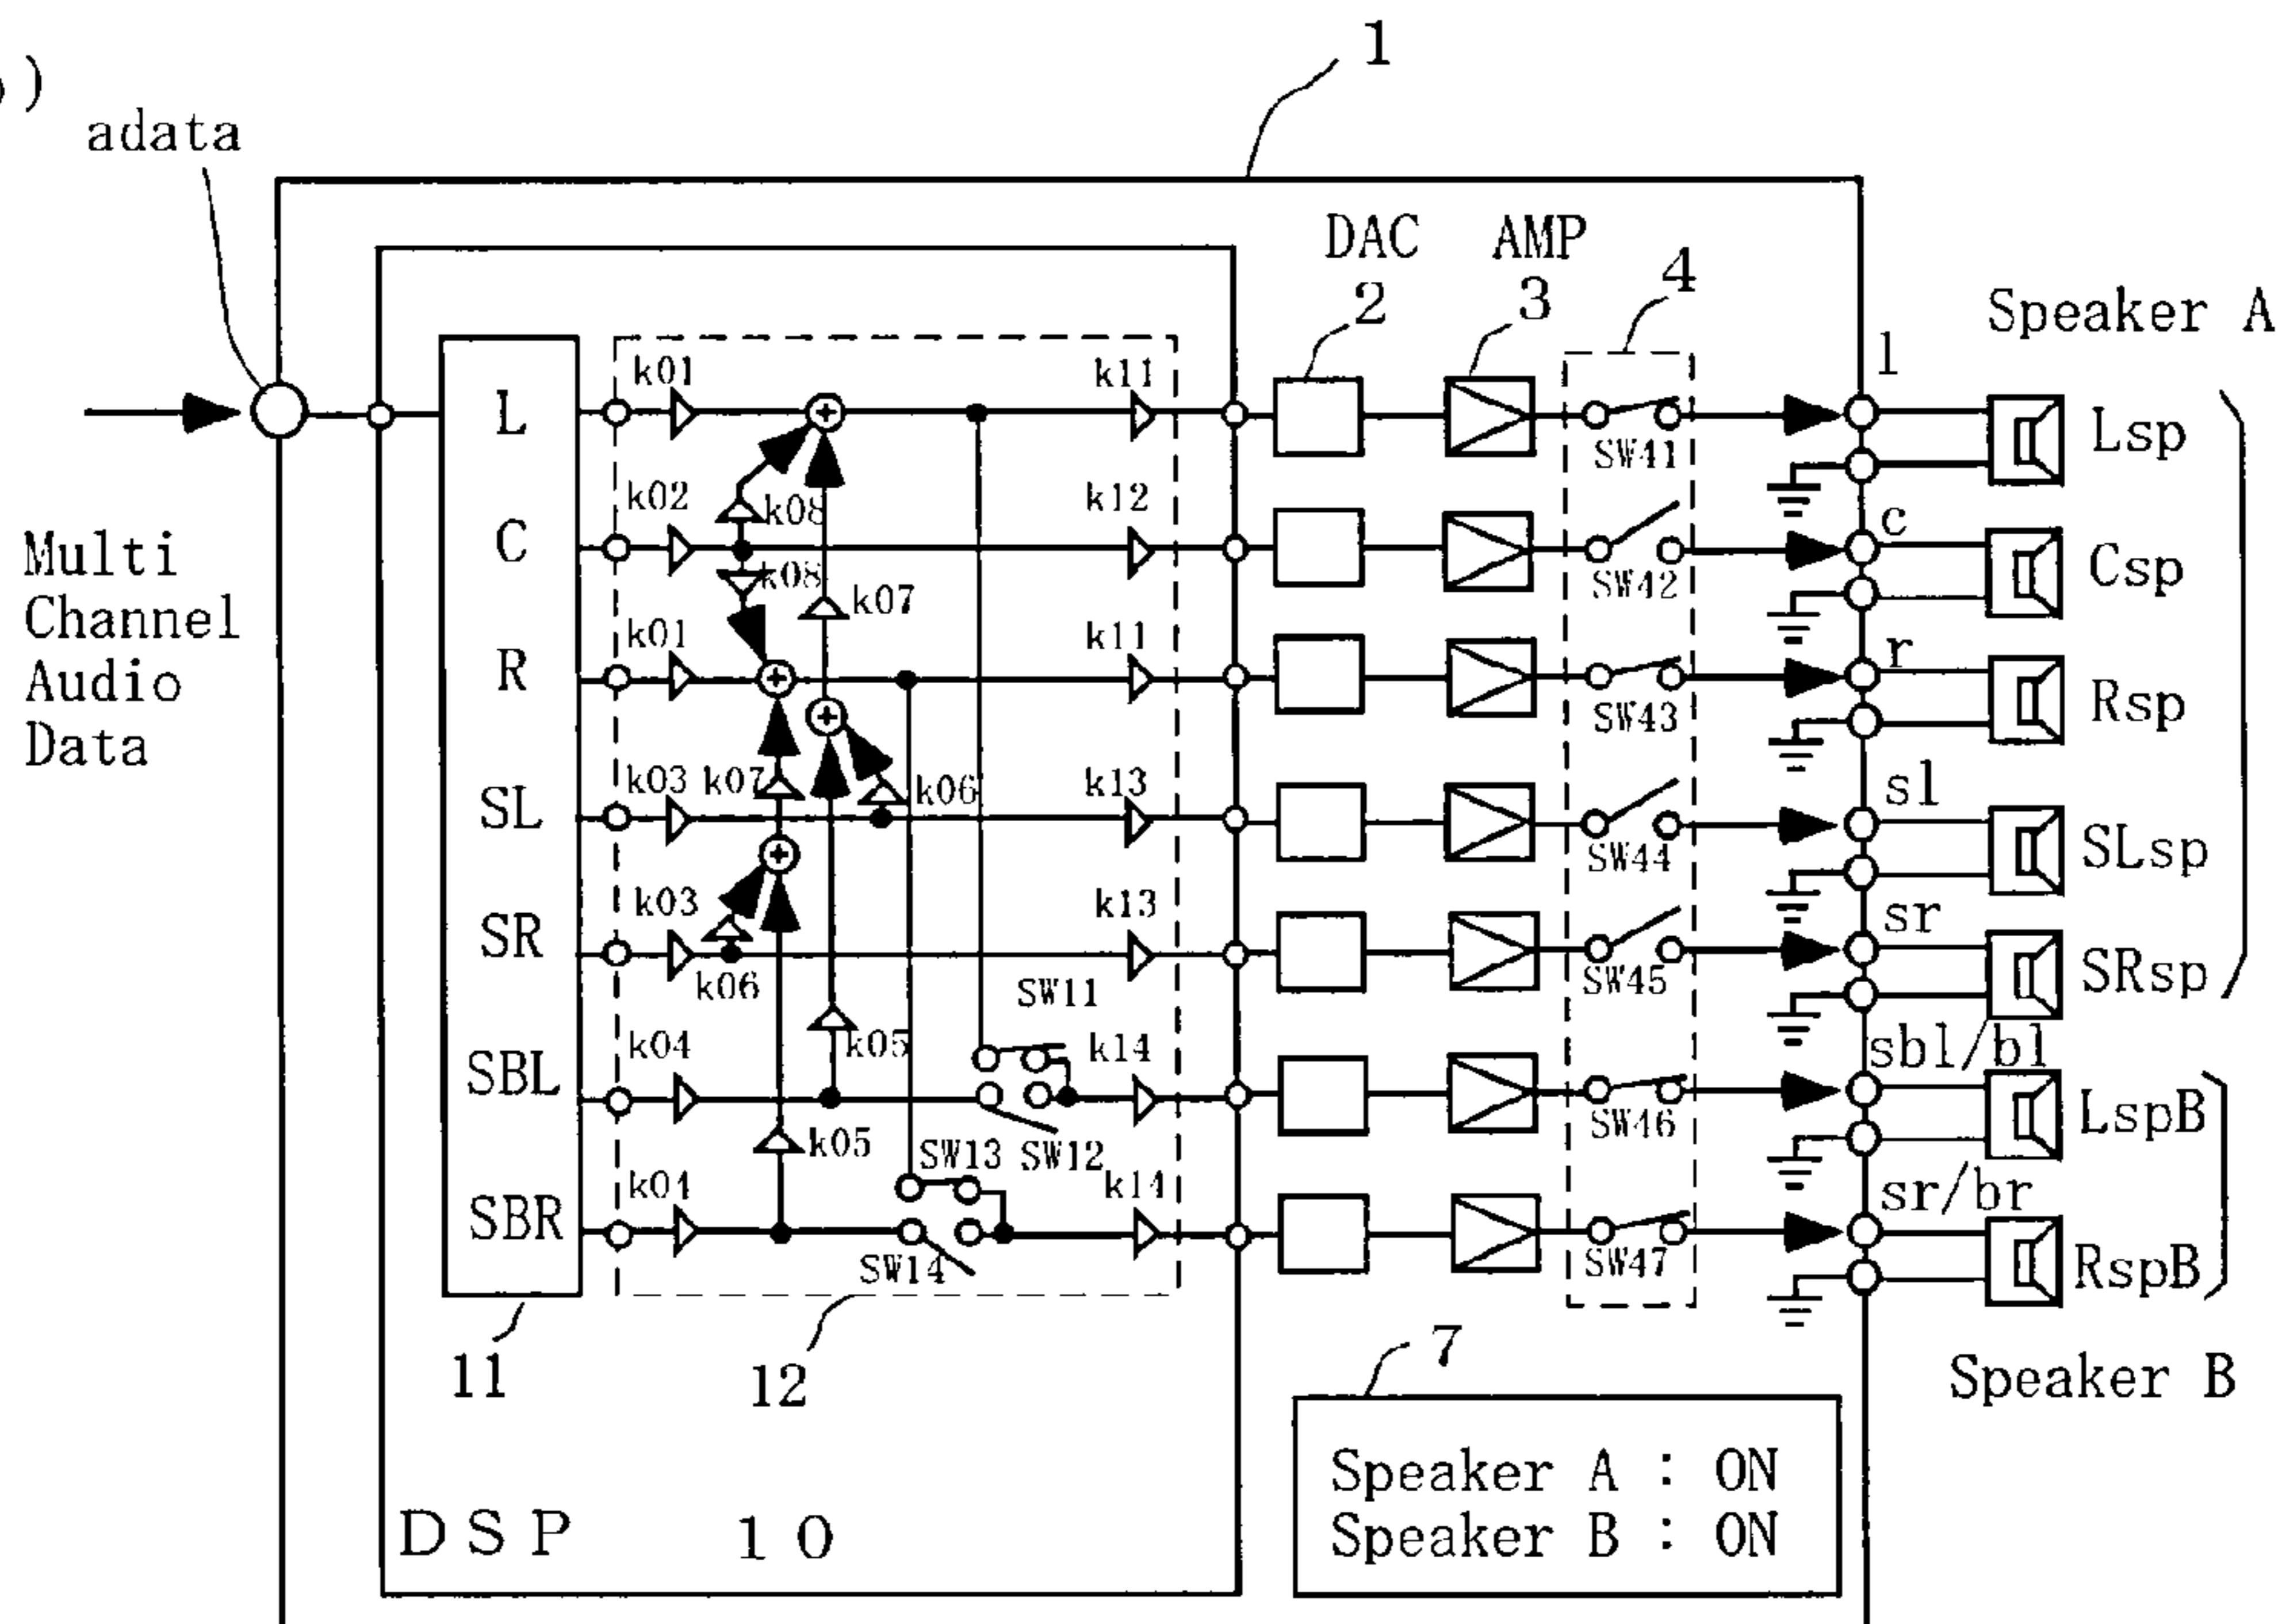 )
adata
1
DAC
AMP
2
3
4
Speaker A
l
L
k01
k11
SW41
Lsp
k02
k08
k12
c
C
k08
SW42
Csp
Multi
Channel
Audio
Data
k07
R
k01
k11
r
SW43
Rsp
SL
k03
k07
k06
k13
sl
SW44
SLsp
SR
k03
k06
k13
sr
SW45
SRsp
SW11
SBL
k04
k05
k14
sbl/bl
SW46
LspB
k05
SW13
SW12
SBR
k04
k14
sr/br
SW14
SW47
RspB
11
12
7
Speaker B
Speaker A : ON
Speaker B : ON
DSP 10